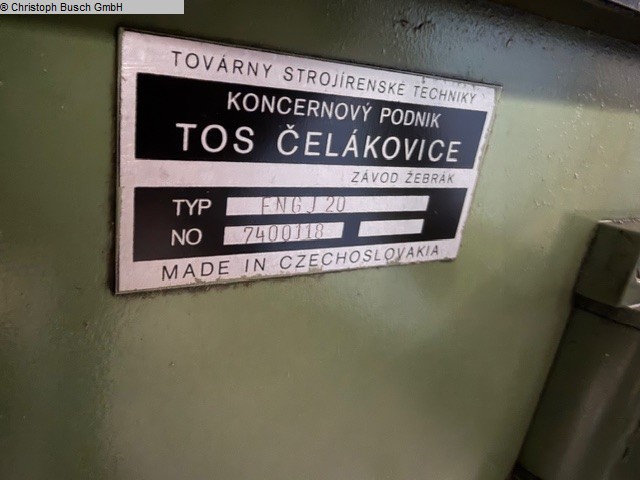 © Christoph Busch GmbH
TOVÁRNY STROJÍRENSKÉ TECHNIKY
KONCERNOVÝ PODNIK
TOS ČELÁKOVICE
ZÁVOD ŽEBRÁK
TYP FNGJ 20
NO 7400118
MADE IN CZECHOSLOVAKIA